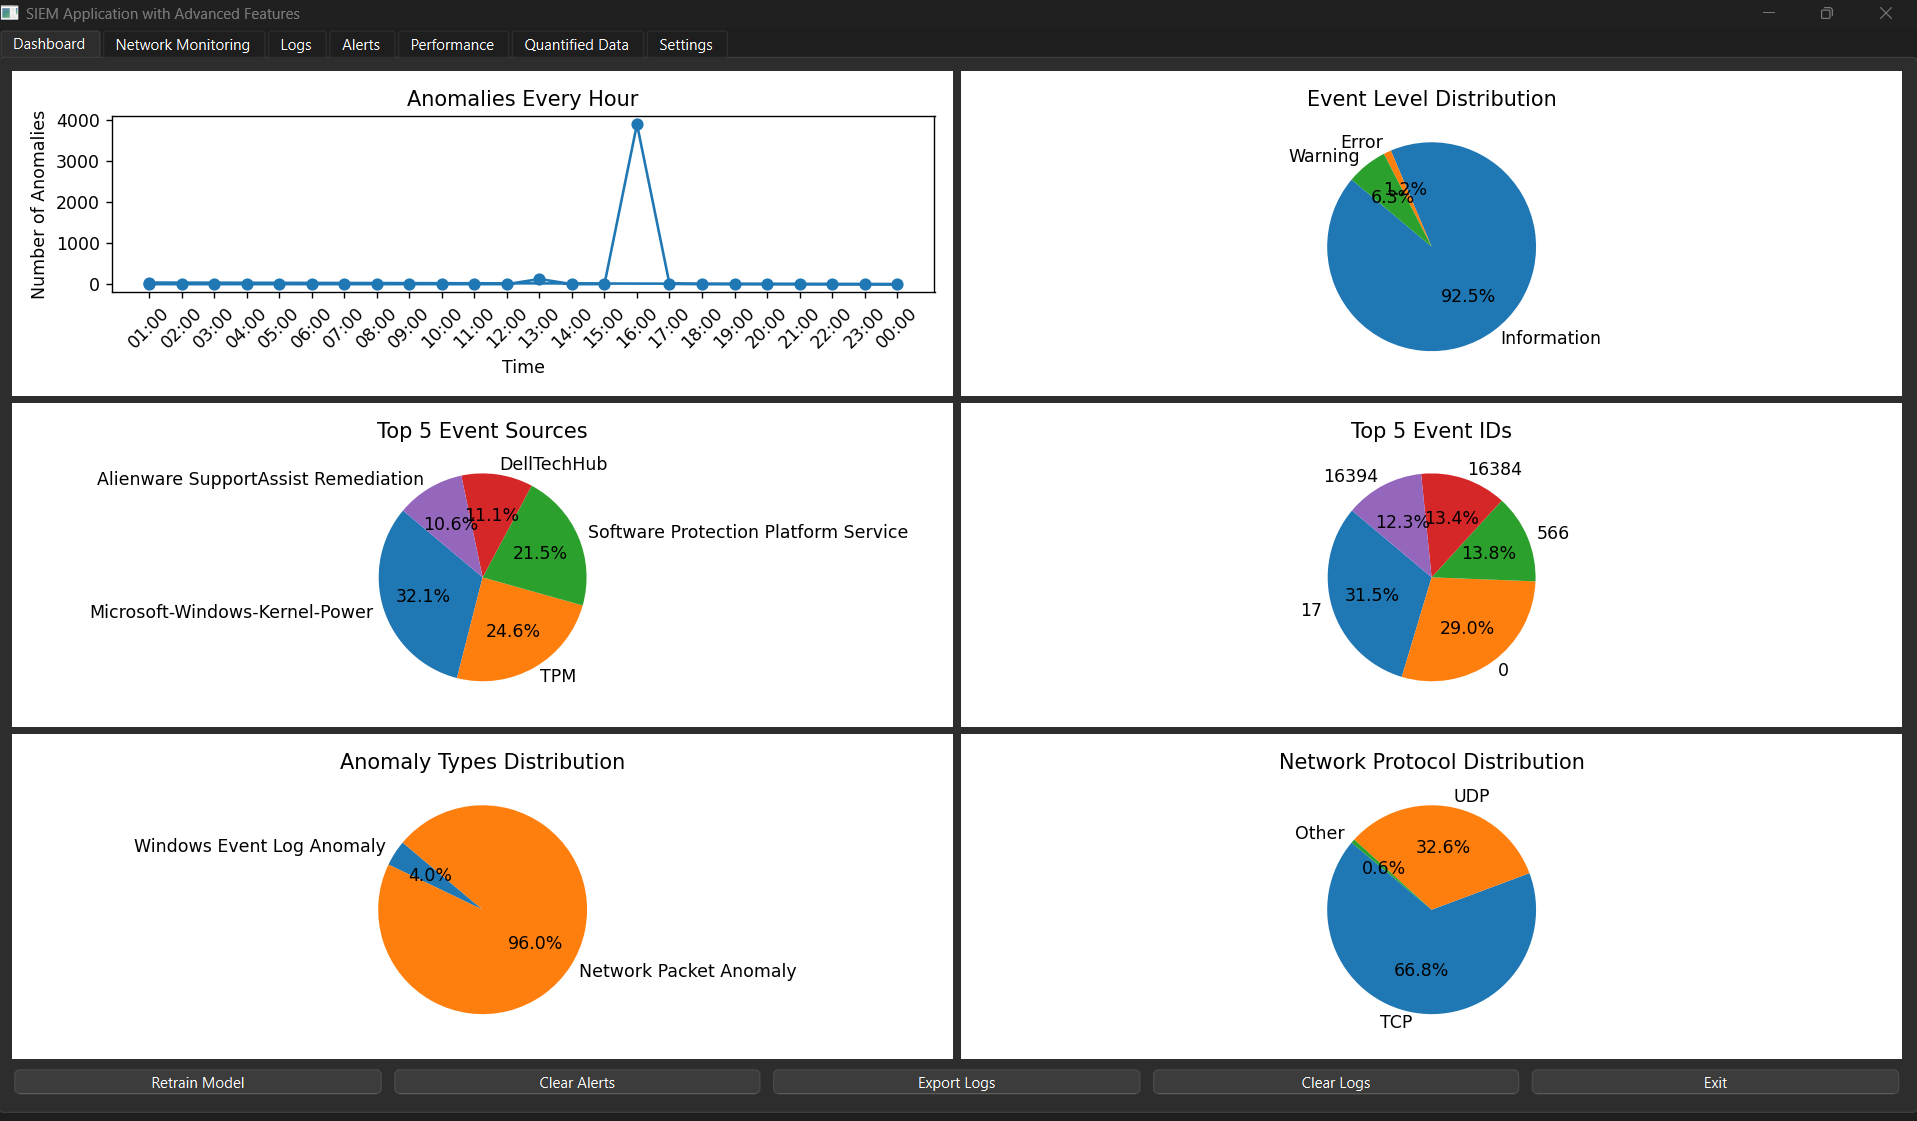 SIEM Application with Advanced Features
Dashboard Network Monitoring Logs Alerts Performance Quantified Data Settings
Anomalies Every Hour
Number of Anomalies
4000
3000
2000
1000
0
01:00 02:00 03:00 04:00 05:00 06:00 07:00 08:00 09:00 10:00 11:00 12:00 13:00 14:00 15:00 16:00 17:00 18:00 19:00 20:00 21:00 22:00 23:00 00:00
Time
Event Level Distribution
Error
Warning
1.2%
6.3%
92.5%
Information
Top 5 Event Sources
DellTechHub
Alienware SupportAssist Remediation
11.1%
10.6%
Software Protection Platform Service
21.5%
32.1%
Microsoft-Windows-Kernel-Power
24.6%
TPM
Top 5 Event IDs
16384
16394
13.4%
12.3%
566
13.8%
31.5%
17
29.0%
0
Anomaly Types Distribution
Windows Event Log Anomaly
4.0%
96.0%
Network Packet Anomaly
Network Protocol Distribution
UDP
Other
32.6%
0.6%
66.8%
TCP
Retrain Model Clear Alerts Export Logs Clear Logs Exit